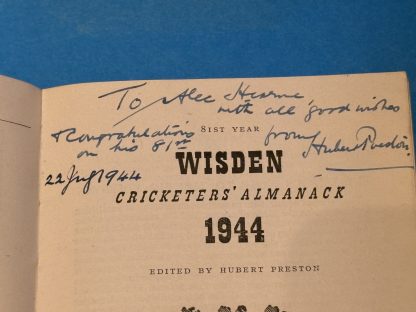 To Alec Hearne
with all good wishes
Kongratulations
from
on his 81st
Hubert Preston.
22 July 1944
81ST YEAR
WISDEN
CRICKETERS' ALMANACK
1944
EDITED BY HUBERT PRESTON